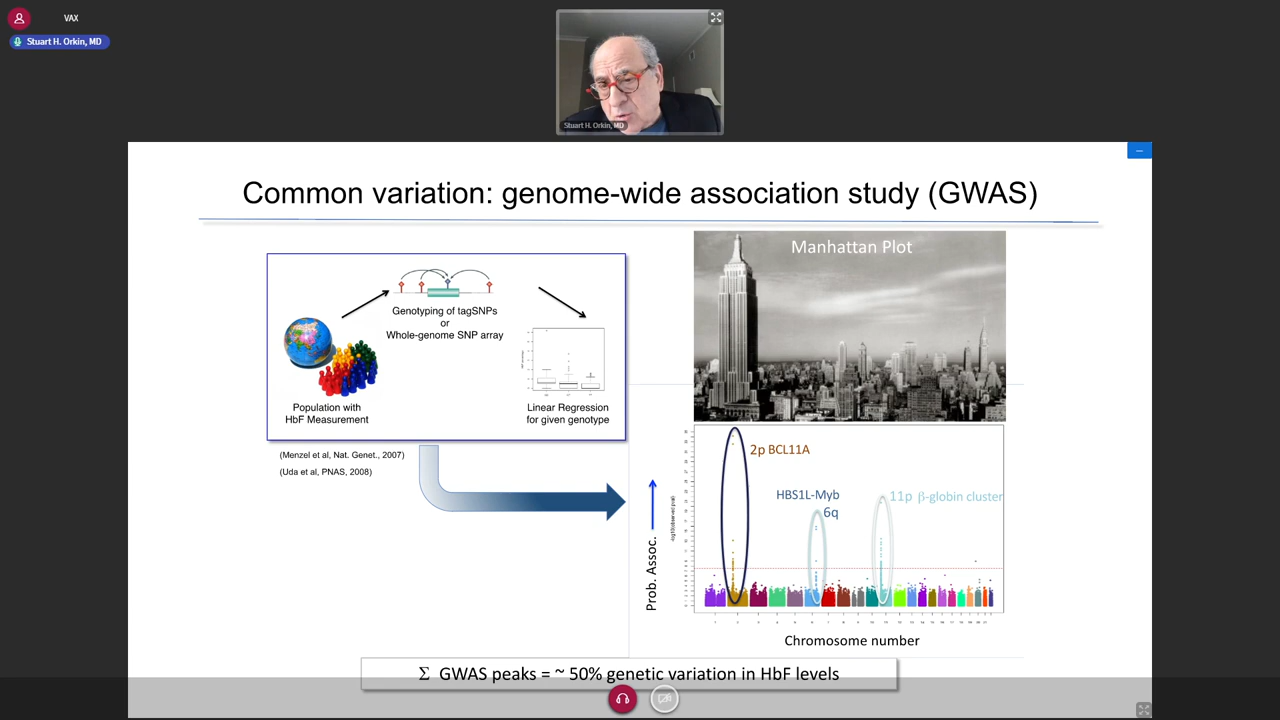 VAX
Stuart H. Orkin, MD
Stuart H. Orkin, MD
Common variation: genome-wide association study (GWAS)
Genotyping of tagSNPs
or
Whole-genome SNP array
Population with
HbF Measurement
Linear Regression
for given genotype
(Menzel et al, Nat. Genet., 2007)
(Uda et al, PNAS, 2008)
Manhattan Plot
2p BCL11A
HBS1L-Myb
6q
11p β-globin cluster
Prob. Assoc.
Chromosome number
Σ GWAS peaks = ~ 50% genetic variation in HbF levels